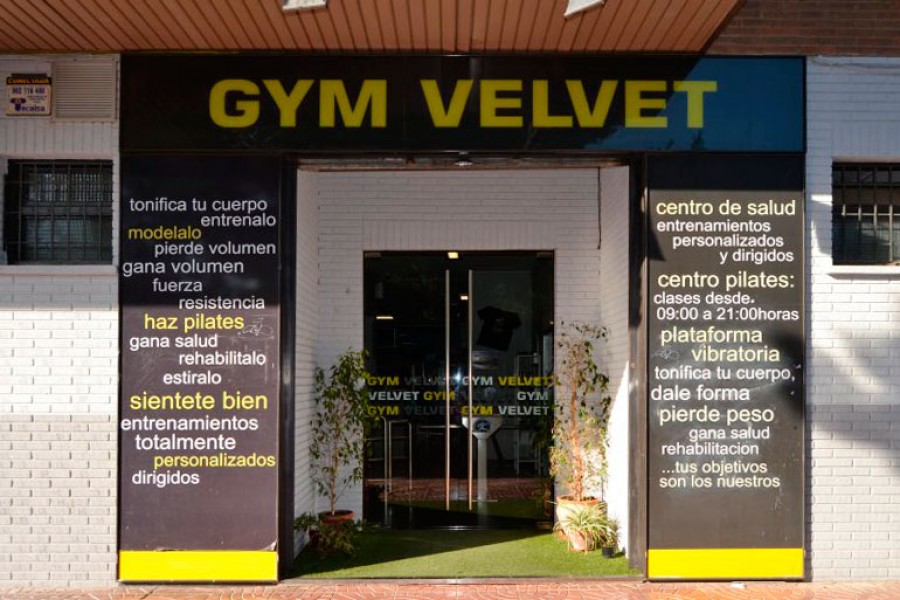 GYM VELVET
tonifica tu cuerpo
entrenalo
modelalo
pierde volumen
gana volumen
fuerza
resistencia
haz pilates
gana salud
rehabilitalo
estiralo
sientete bien
entrenamientos
totalmente
personalizados
dirigidos
GYM VELVET GYM VELVET
VELVET GYM GYM
GYM VELVET GYM VELVET
centro de salud
entrenamientos
personalizados
y dirigidos
centro pilates:
clases desde
09:00 a 21:00horas
plataforma
vibratoria
tonifica tu cuerpo,
dale forma
pierde peso
gana salud
rehabilitacion
...tus objetivos
son los nuestros